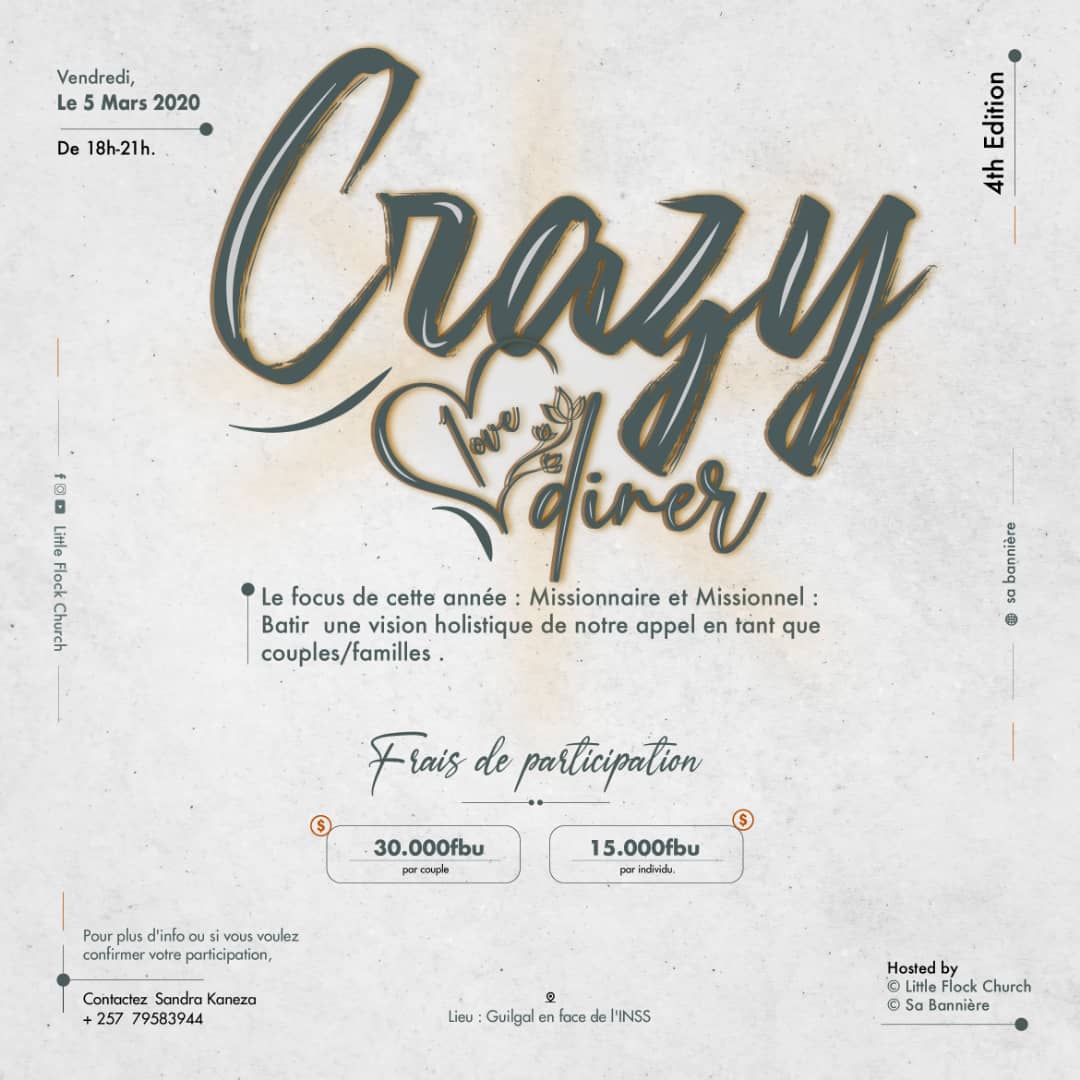 Vendredi,
Le 5 Mars 2020
De 18h-21h.
4th Edition
Crazy
love
diner
Little Flock Church
sa bannière
Le focus de cette année : Missionnaire et Missionnel :
Batir une vision holistique de notre appel en tant que
couples/familles .
Frais de participation
$
30.000fbu
par couple
$
15.000fbu
par individu.
Pour plus d'info ou si vous voulez
confirmer votre participation,
Contactez Sandra Kaneza
+ 257 79583944
Lieu : Guilgal en face de l'INSS
Hosted by
© Little Flock Church
© Sa Bannière